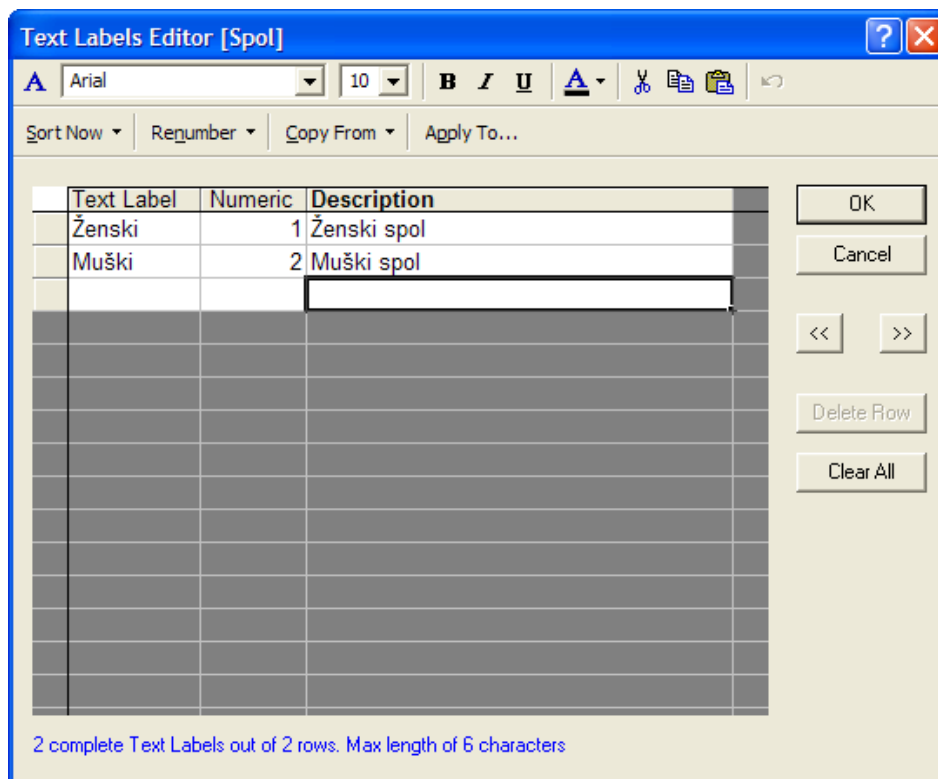 Text Labels Editor [Spol]
A Arial 10 B I U A
Sort Now Renumber Copy From Apply To...
Text Label Numeric Description
Ženski 1 Ženski spol
Muški 2 Muški spol
OK
Cancel
<< >>
Delete Row
Clear All
2 complete Text Labels out of 2 rows. Max length of 6 characters